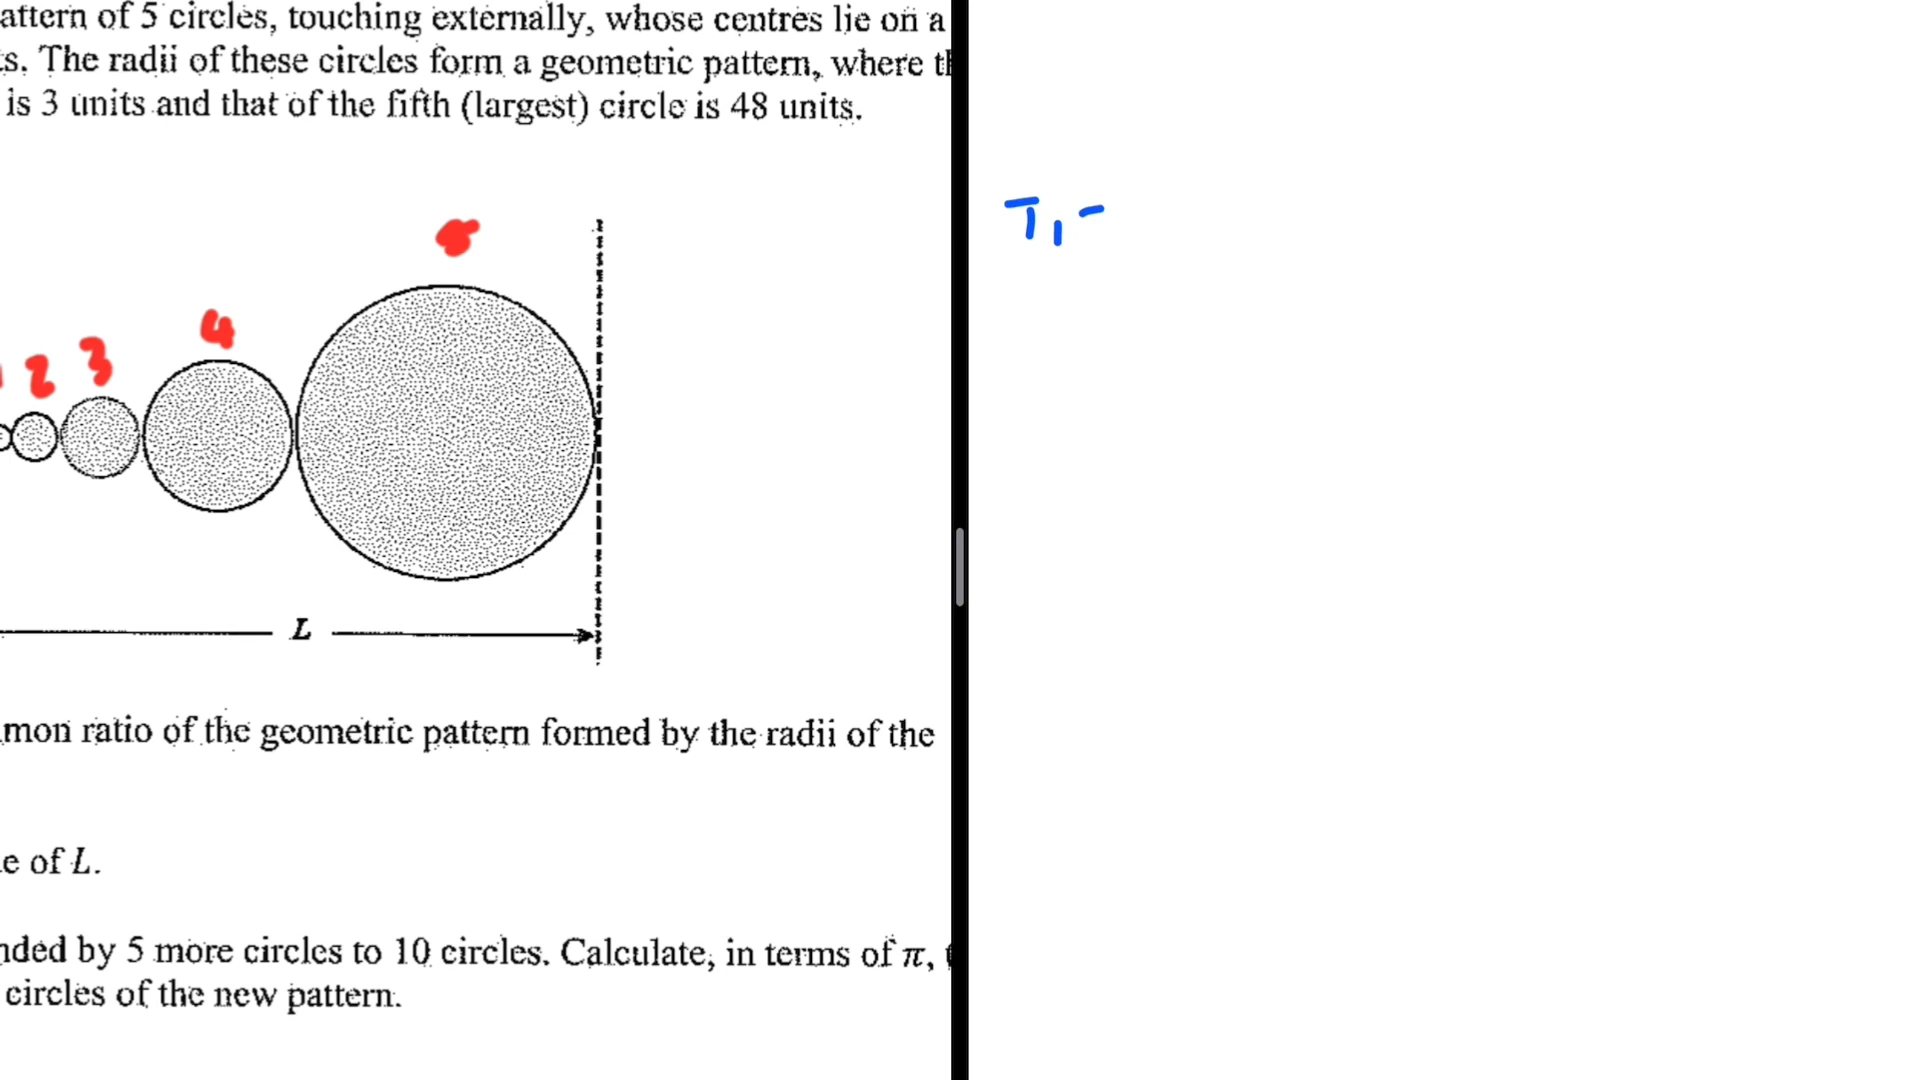 attern of 5 circles, touching externally, whose centres lie on a
s. The radii of these circles form a geometric pattern, where
is 3 units and that of the fifth (largest) circle is 48 units.
T₁ -
5
4
3
2
L
mon ratio of the geometric pattern formed by the radii of the
e of L.
nded by 5 more circles to 10 circles. Calculate, in terms of π,
circles of the new pattern.